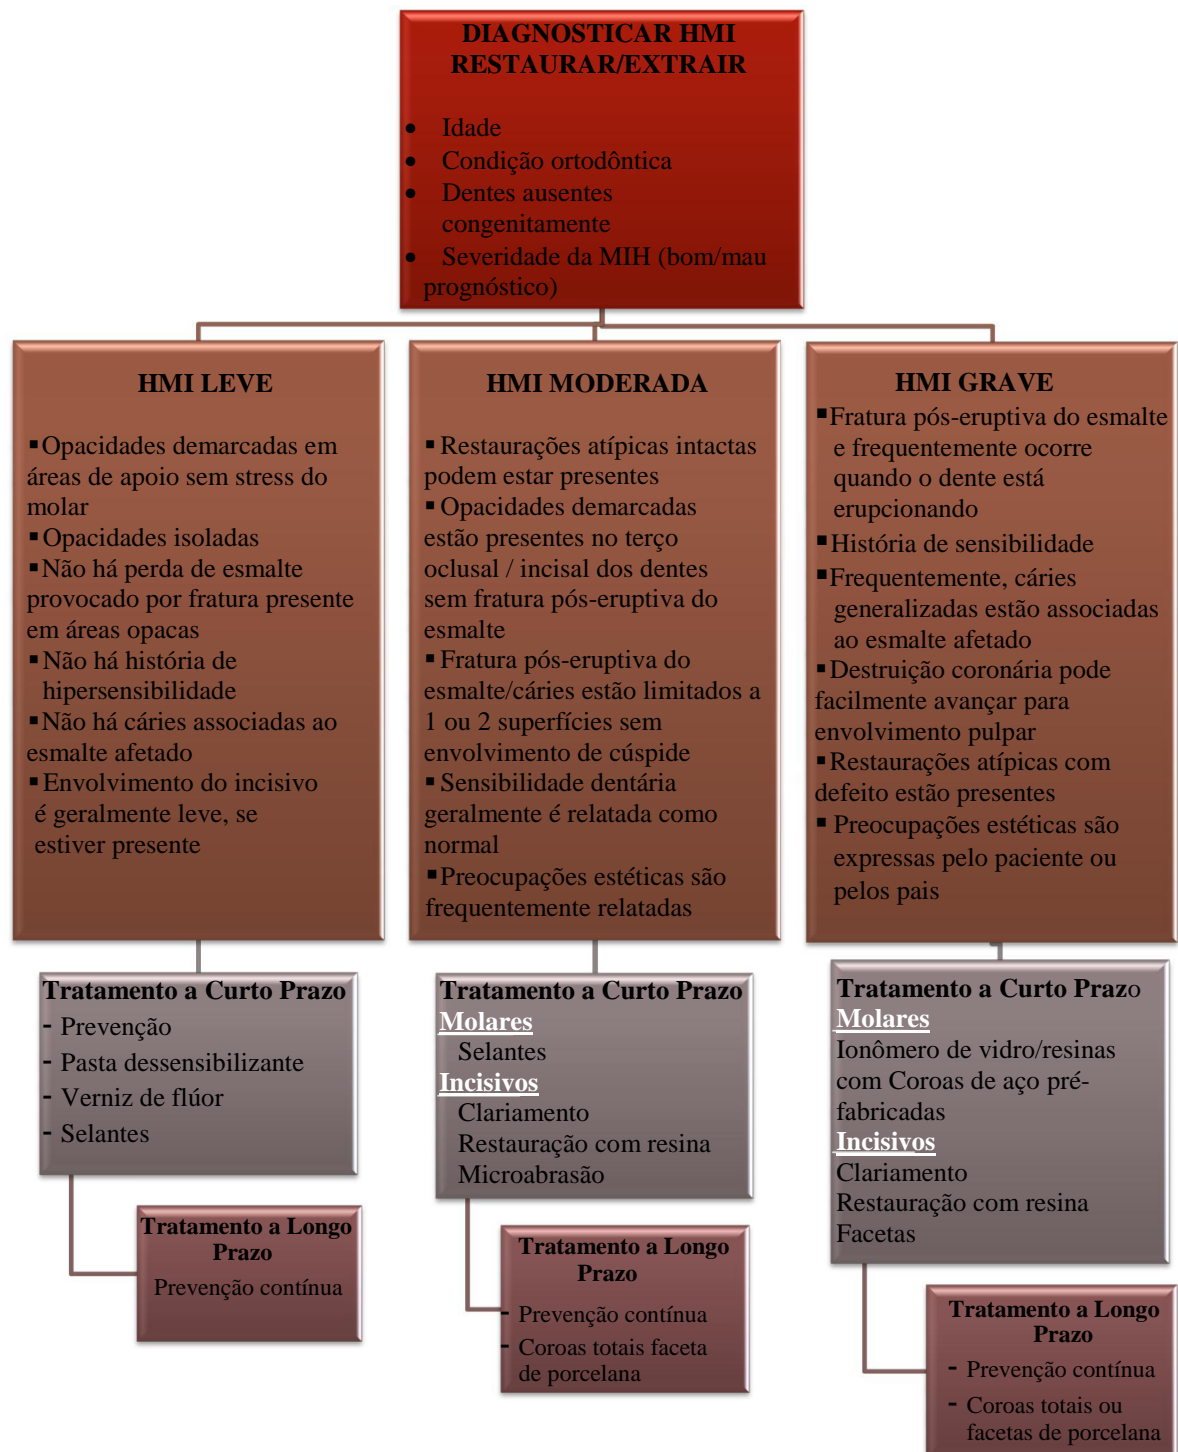 DIAGNOSTICAR HMI
RESTAURAR/EXTRAIR
• Idade
• Condição ortodôntica
• Dentes ausentes
congenitamente
• Severidade da MIH (bom/mau
prognóstico)
HMI LEVE
▪Opacidades demarcadas em
áreas de apoio sem stress do
molar
▪Opacidades isoladas
▪Não há perda de esmalte
provocado por fratura presente
em áreas opacas
▪Não há história de
hipersensibilidade
▪Não há cáries associadas ao
esmalte afetado
▪Envolvimento do incisivo
é geralmente leve, se
estiver presente
HMI MODERADA
▪Restaurações atípicas intactas
podem estar presentes
▪Opacidades demarcadas
estão presentes no terço
oclusal / incisal dos dentes
sem fratura pós-eruptiva do
esmalte
▪Fratura pós-eruptiva do
esmalte/cáries estão limitados a
1 ou 2 superfícies sem
envolvimento de cúspide
▪Sensibilidade dentária
geralmente é relatada como
normal
▪Preocupações estéticas são
frequentemente relatadas
HMI GRAVE
▪Fratura pós-eruptiva do esmalte
e frequentemente ocorre
quando o dente está
erupcionando
▪História de sensibilidade
▪Frequentemente, cáries
generalizadas estão associadas
ao esmalte afetado
▪Destruição coronária pode
facilmente avançar para
envolvimento pulpar
▪Restaurações atípicas com
defeito estão presentes
▪ Preocupações estéticas são
expressas pelo paciente ou
pelos pais
Tratamento a Curto Prazo
- Prevenção
- Pasta dessensibilizante
- Verniz de flúor
- Selantes
Tratamento a Longo
Prazo
Prevenção contínua
Tratamento a Curto Prazo
Molares
Selantes
Incisivos
Clariamento
Restauração com resina
Microabrasão
Tratamento a Longo
Prazo
- Prevenção contínua
- Coroas totais faceta
de porcelana
Tratamento a Curto Prazo
Molares
Ionômero de vidro/resinas
com Coroas de aço pré-
fabricadas
Incisivos
Clariamento
Restauração com resina
Facetas
Tratamento a Longo
Prazo
- Prevenção contínua
- Coroas totais ou
facetas de porcelana